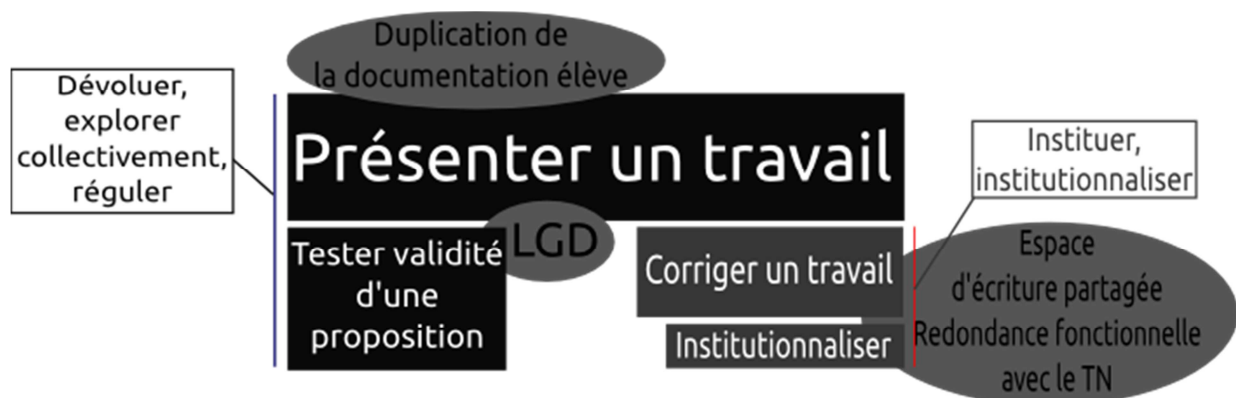 Duplication de
la documentation élève
Dévoluer,
explorer
collectivement,
réguler
Présenter un travail
Instituer,
institutionnaliser
LGD
Tester validité
d'une
proposition
Corriger un travail
Institutionnaliser
Espace
d'écriture partagée
Redondance fonctionnelle
avec le TN